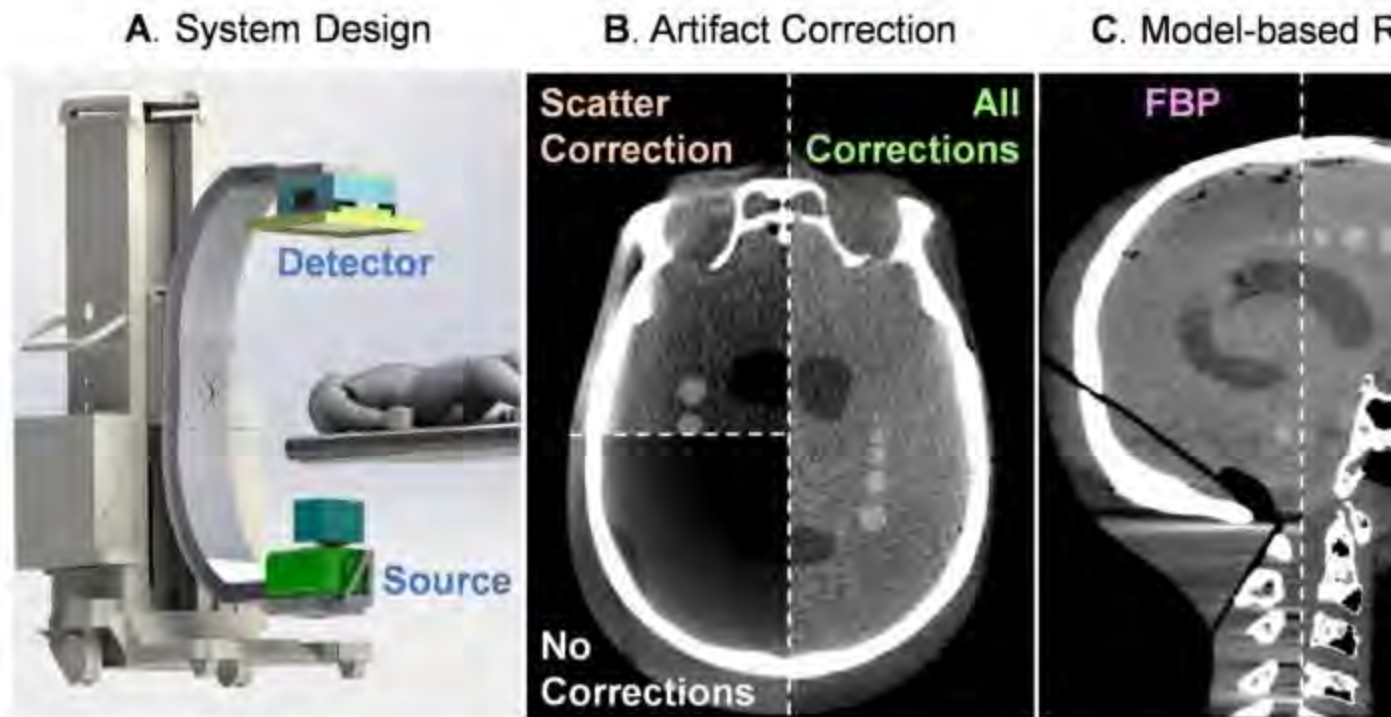 A. System Design
B. Artifact Correction
C. Model-based R
Detector
Source
Scatter
Correction
All
Corrections
No
Corrections
FBP